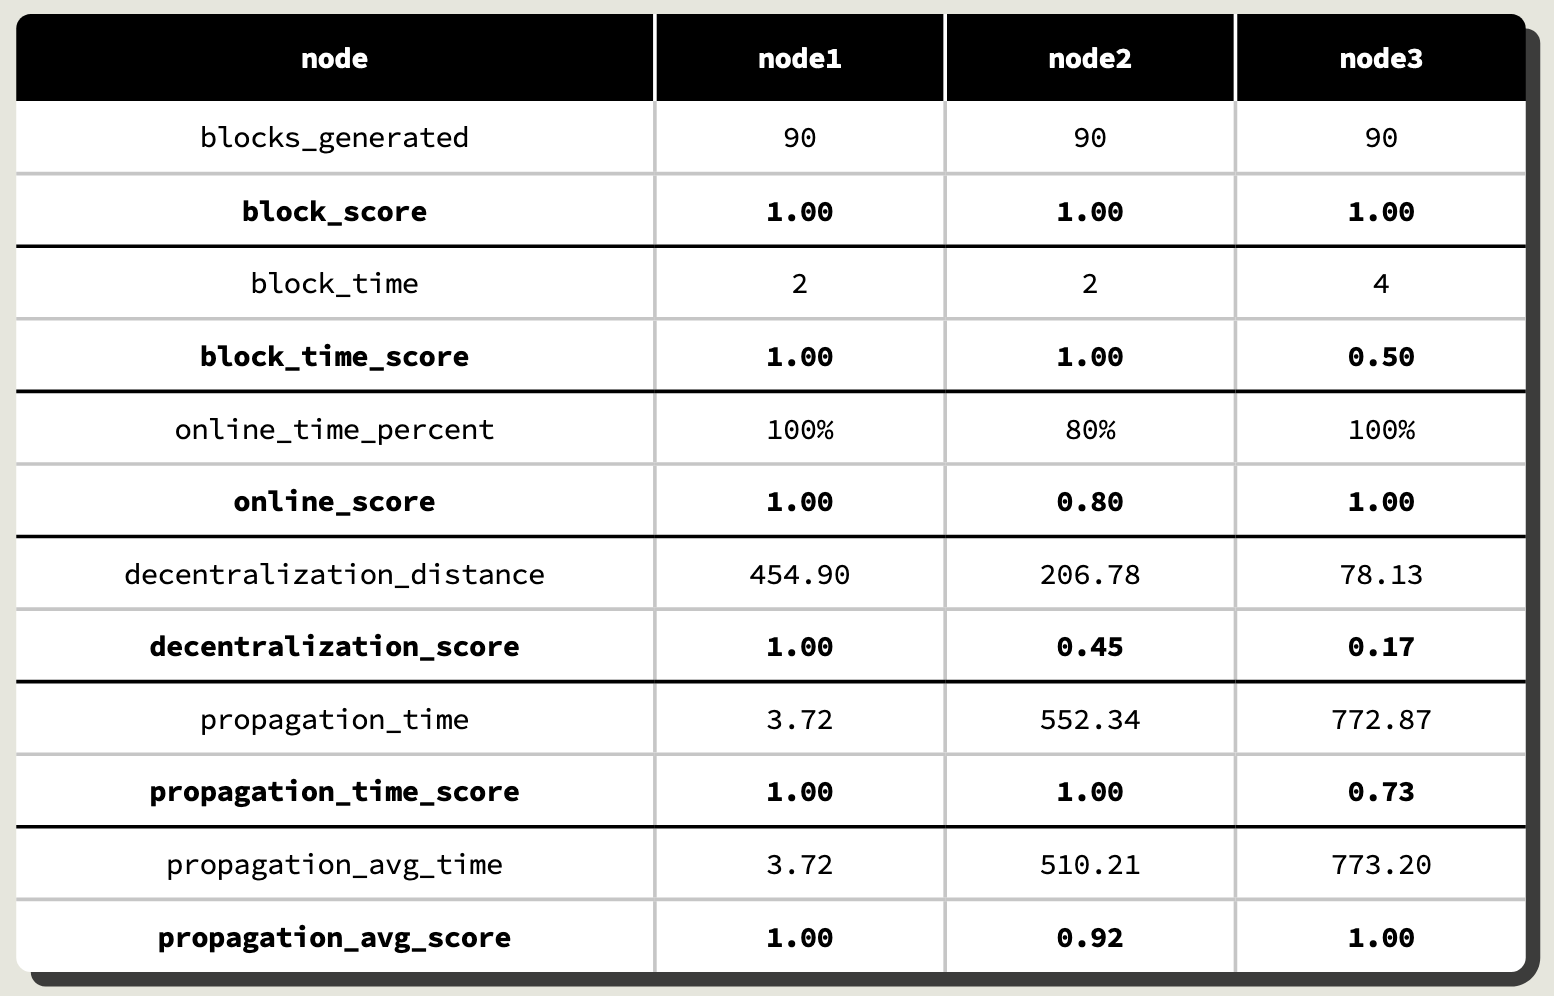 node node1 node2 node3
blocks_generated 90 90 90
block_score 1.00 1.00 1.00
block_time 2 2 4
block_time_score 1.00 1.00 0.50
online_time_percent 100% 80% 100%
online_score 1.00 0.80 1.00
decentralization_distance 454.90 206.78 78.13
decentralization_score 1.00 0.45 0.17
propagation_time 3.72 552.34 772.87
propagation_time_score 1.00 1.00 0.73
propagation_avg_time 3.72 510.21 773.20
propagation_avg_score 1.00 0.92 1.00